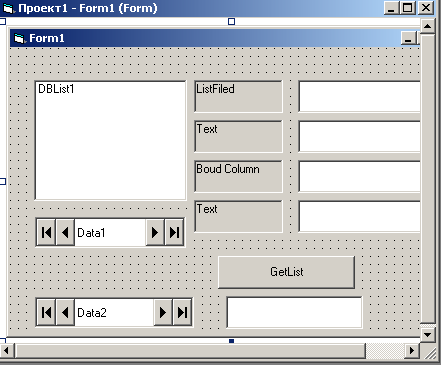 Проект1 - Form1 (Form)
Form1
DBList1
ListFiled
Text
Boud Column
Text
Data1
GetList
Data2